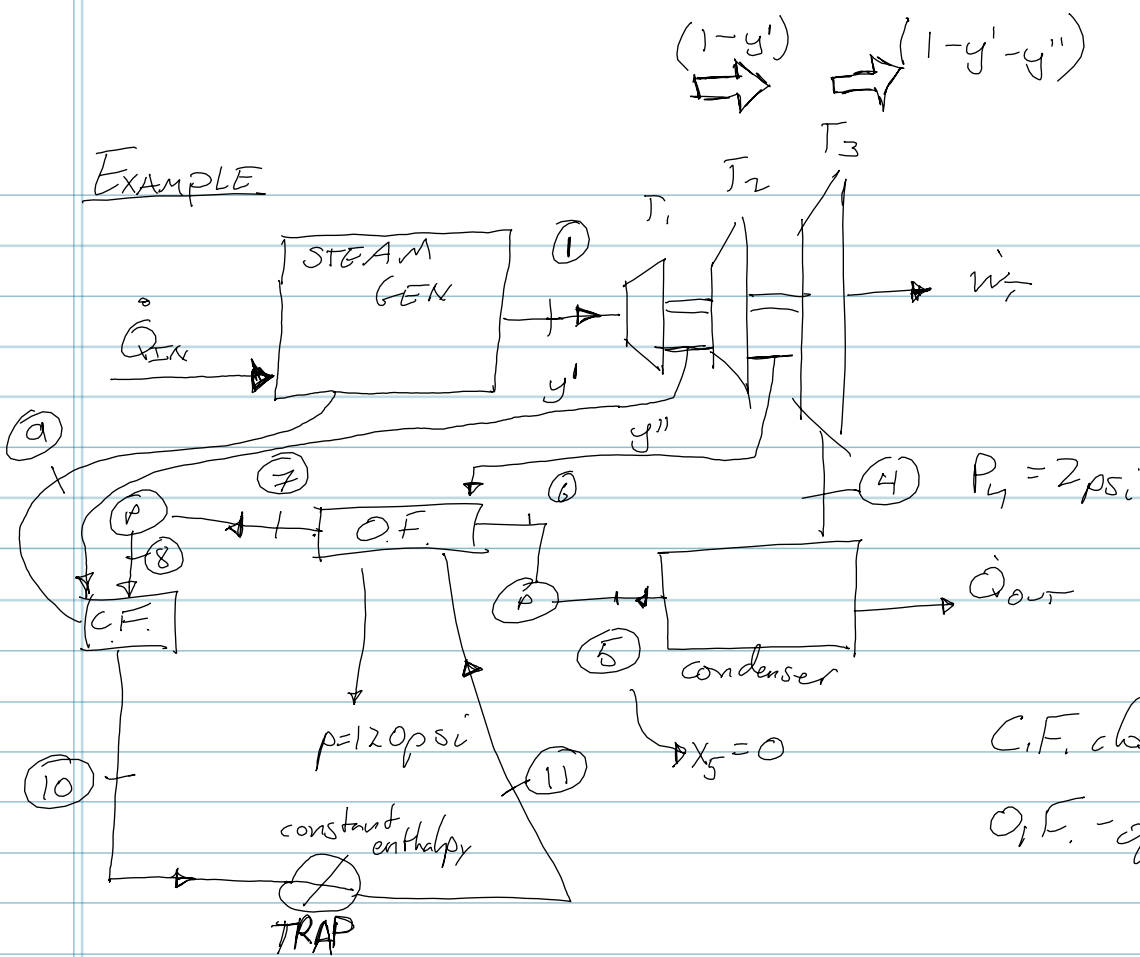 (1-y')
(1-y'-y")
EXAMPLE
T₁
T₂
T₃
STEAM
GEN
①
Q̇IN
ẆT
y'
y"
ⓐ
⑦
⑥
④
P₄ = 2psi
P
O.F.
⑧
C.F.
P
Q̇OUT
⑤
condenser
p=120psi
x₅ = 0
⑩
⑪
constant
enthalpy
TRAP
C.F.
O.F. -